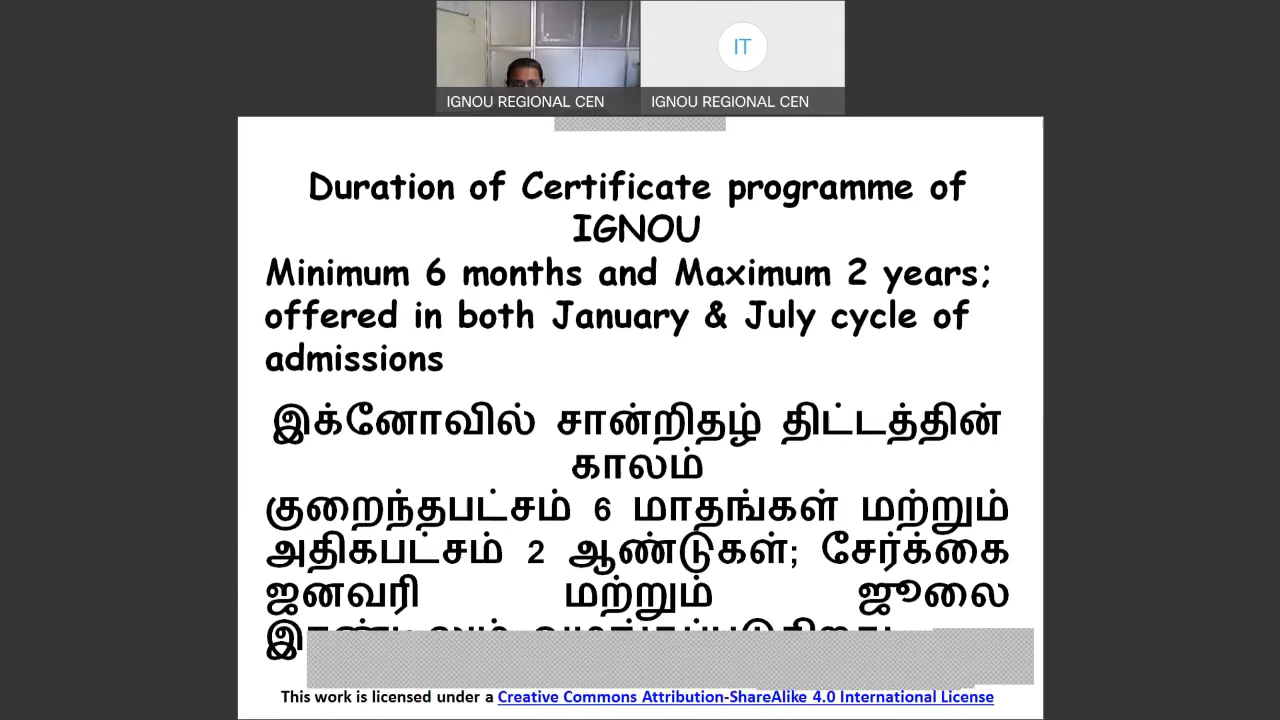 IT
IGNOU REGIONAL CEN
IGNOU REGIONAL CEN
Duration of Certificate programme of
IGNOU
Minimum 6 months and Maximum 2 years;
offered in both January & July cycle of
admissions
இக்னோவில் சான்றிதழ் திட்டத்தின்
காலம்
குறைந்தபட்சம் 6 மாதங்கள் மற்றும்
அதிகபட்சம் 2 ஆண்டுகள்; சேர்க்கை
ஜனவரி மற்றும் ஜூலை
This work is licensed under a Creative Commons Attribution-ShareAlike 4.0 International License